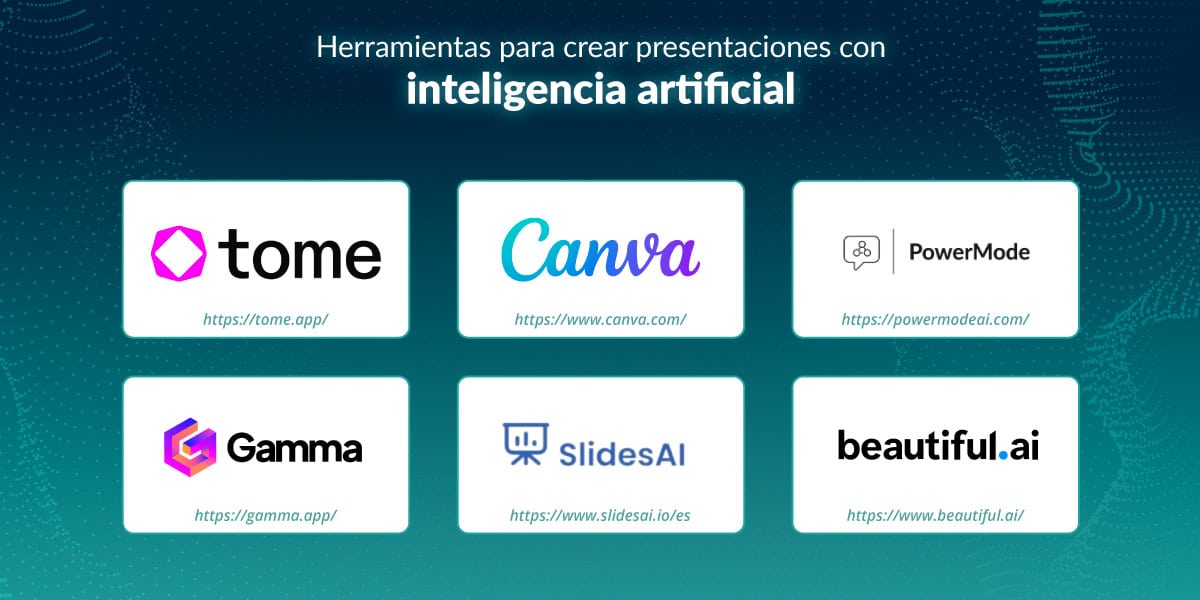 Herramientas para crear presentaciones con
inteligencia artificial
tome
https://tome.app/
Canva
https://www.canva.com/
PowerMode
https://powermodeai.com/
Gamma
https://gamma.app/
SlidesAI
https://www.slidesai.io/es
beautiful.ai
https://www.beautiful.ai/